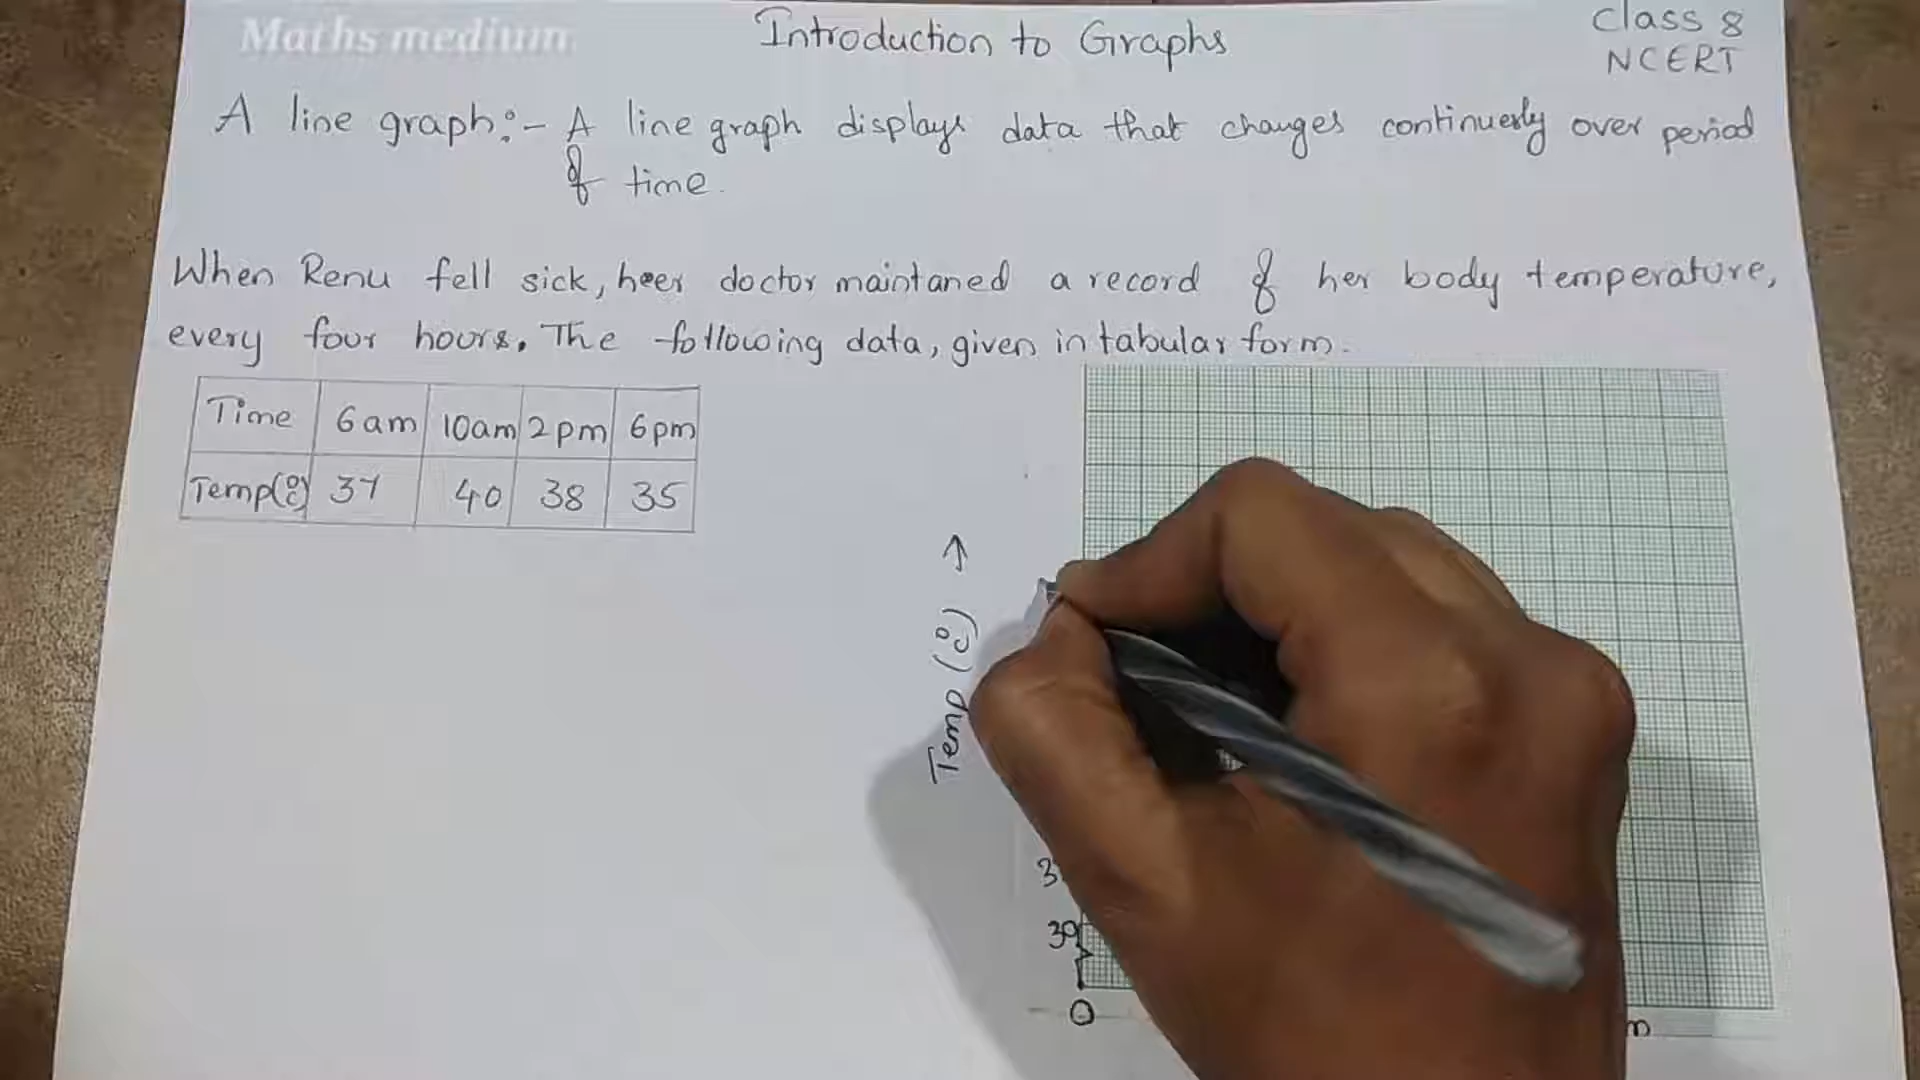 Maths medium
Introduction to Graphs
Class 8
NCERT
A line graph:- A line graph displays data that changes continuesly over period
of time.
When Renu fell sick, heer doctor maintaned a record of her body temperature,
every four hours. The following data, given in tabular form.
Time 6am 10am 2pm 6pm
Temp(°C) 37 40 38 35
Temp (°C) →
30
0